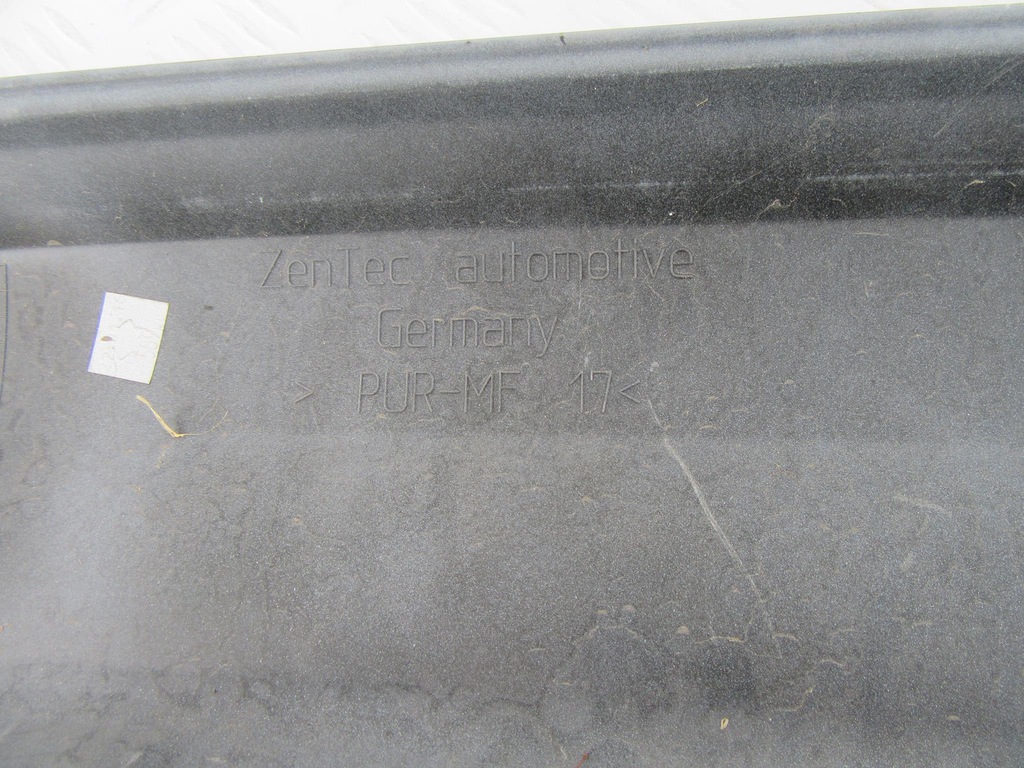 ZenTec automotive
Germany
> PUR-MF 17<